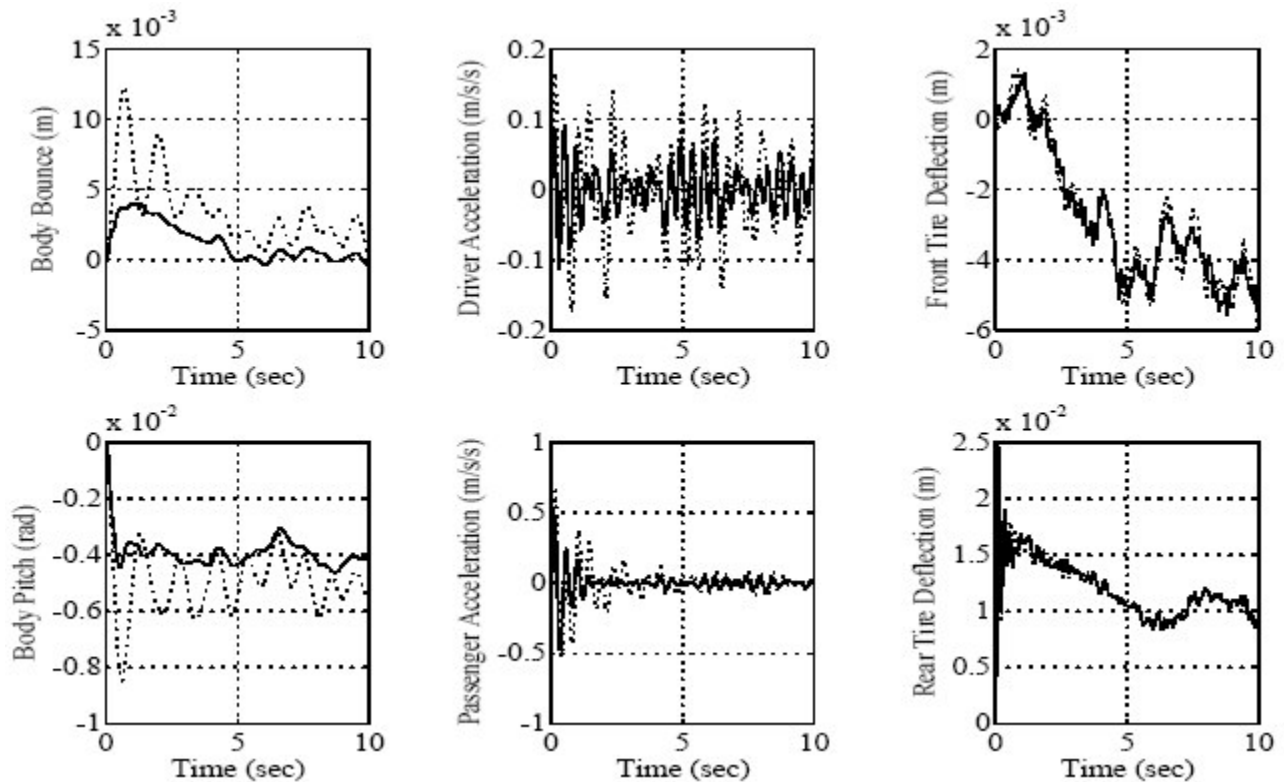 x 10-3
15
10
5
0
-5
Body Bounce (m)
0 5 10
Time (sec)
0.2
0.1
0
-0.1
-0.2
Driver Acceleration (m/s/s)
0 5 10
Time (sec)
x 10-3
2
0
-2
-4
-6
Front Tire Deflection (m)
0 5 10
Time (sec)
x 10-2
0
-0.2
-0.4
-0.6
-0.8
-1
Body Pitch (rad)
0 5 10
Time (sec)
1
0.5
0
-0.5
-1
Passenger Acceleration (m/s/s)
0 5 10
Time (sec)
x 10-2
2.5
2
1.5
1
0.5
0
Rear Tire Deflection (m)
0 5 10
Time (sec)